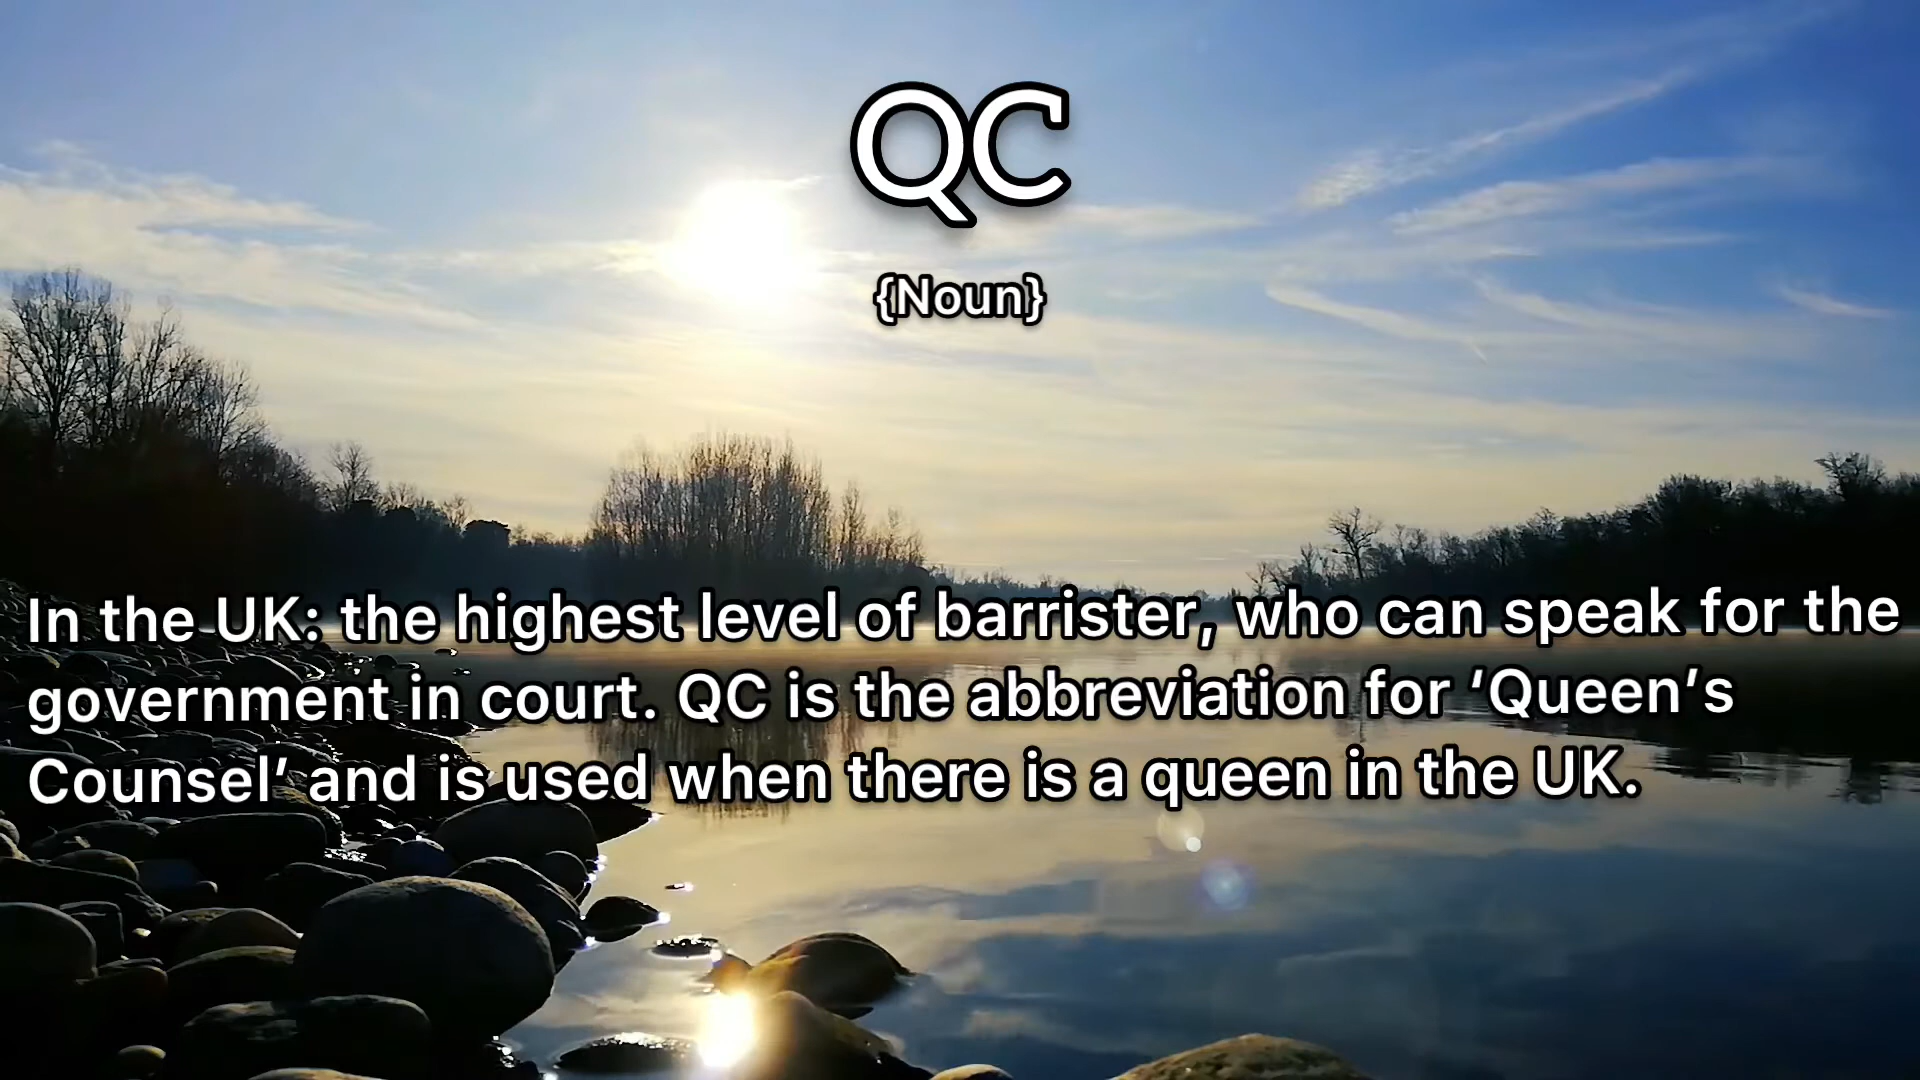 QC
{Noun}
In the UK: the highest level of barrister, who can speak for the
government in court. QC is the abbreviation for ‘Queen’s
Counsel’ and is used when there is a queen in the UK.